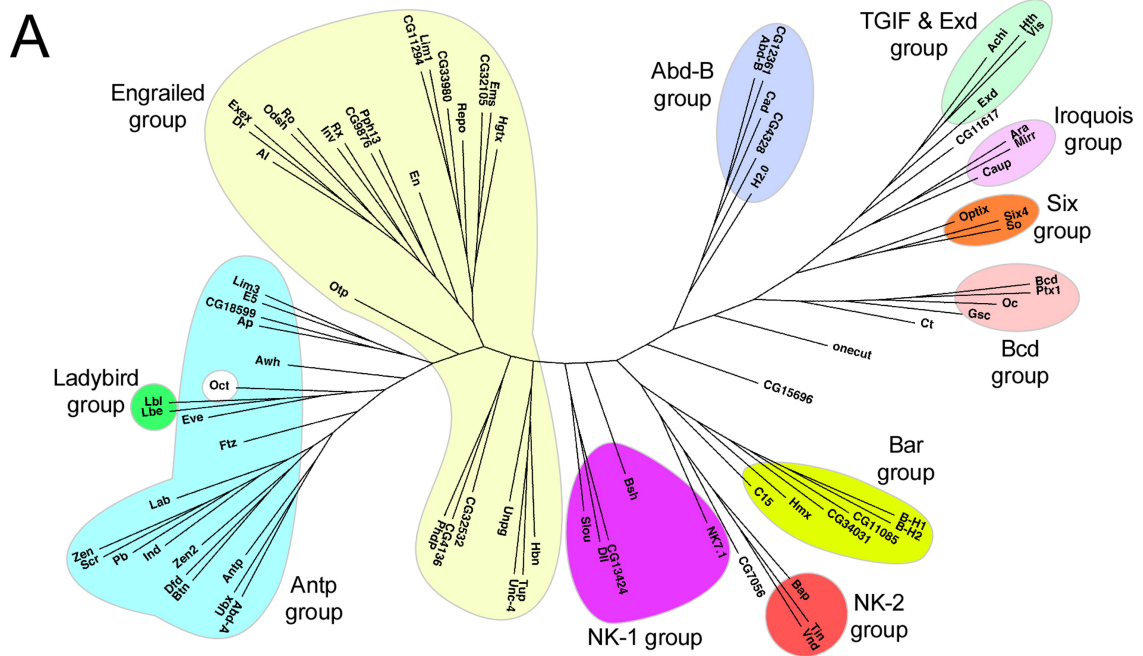 A
Engrailed
group
CG11294
Lim1
CG33980
Repo
CG32105
Ems
Hgtx
Exex
Dr
Odsh
Ro
Al
Rx
Inv
Pph13
CG9876
En
Otp
Abd-B
group
CG12361
Abd-B
Cad
CG4328
H2.0
TGIF & Exd
group
Achi
Hth
Vis
Exd
CG11617
Iroquois
group
Ara
Mirr
Caup
Six
group
Optix
Six4
So
Bcd
Ptx1
Oc
Gsc
Ct
Bcd
group
onecut
CG15696
Lim3
E5
CG18599
Ap
Awh
Oct
Ladybird
group
Lbl
Lbe
Eve
Ftz
Lab
Zen
Scr
Pb
Ind
Zen2
Dfd
Btn
Antp
Ubx
Abd-A
Antp
group
Phdp
CG4136
CG32532
Unpg
Hbn
Tup
Unc-4
Bsh
Slou
Dll
CG13424
NK7.1
NK-1 group
CG7056
Bar
group
C15
Hmx
CG34031
CG11085
B-H1
B-H2
Bap
Tin
Vnd
NK-2
group